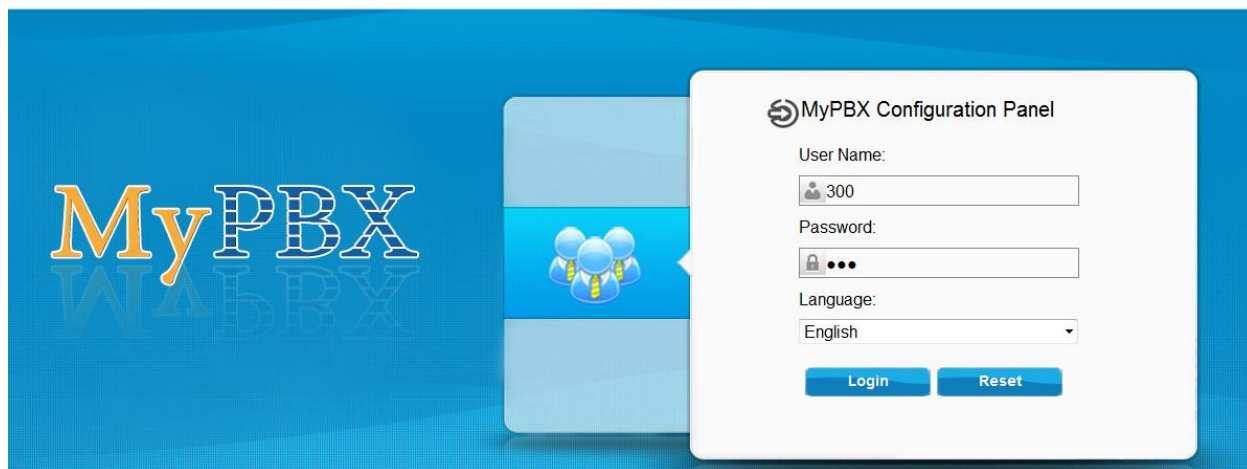 MyPBX
MyPBX Configuration Panel
User Name:
300
Password:
•••
Language:
English
Login
Reset